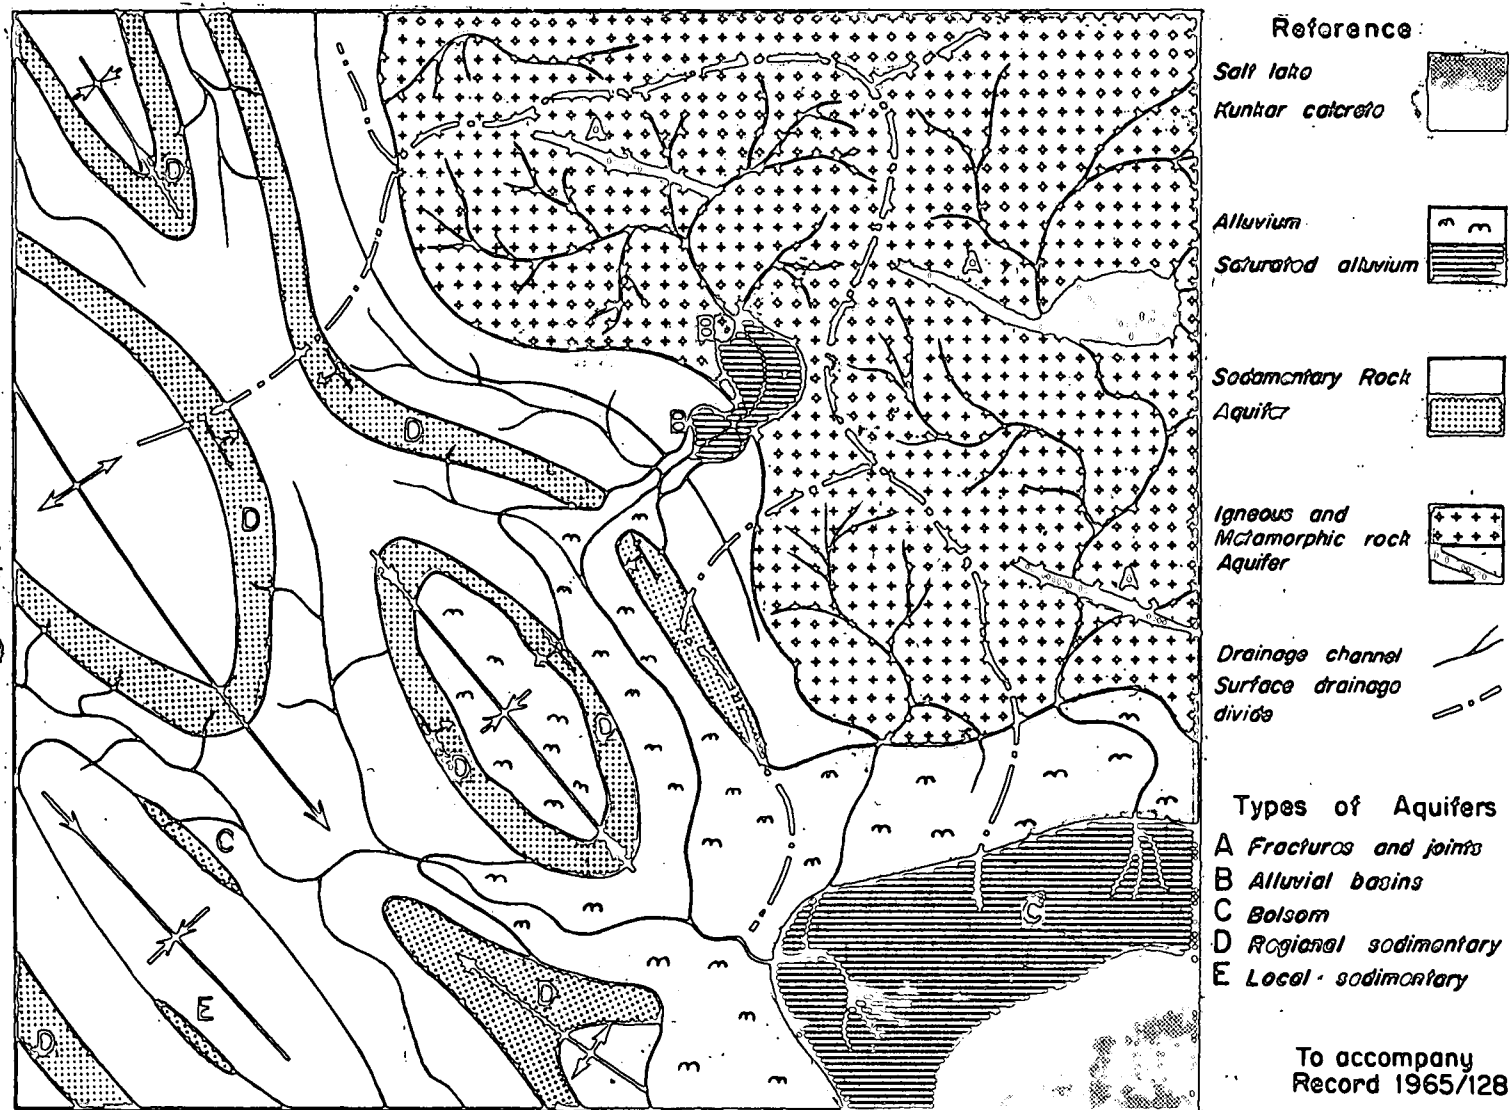 Reference
Salt lake
Kunkar calcrete
Alluvium
Saturated alluvium
Sedamentary Rock
Aquifer
Igneous and
Metamorphic rock
Aquifer
Drainage channel
Surface drainage
divide
Types of Aquifers
A Fractures and joints
B Alluvial basins
C Bolsom
D Regional sedimentary
E Local - sedimentary
To accompany
Record 1965/128
D
A
A
B
B
D
D
A
D
D
C
C
E
D
D